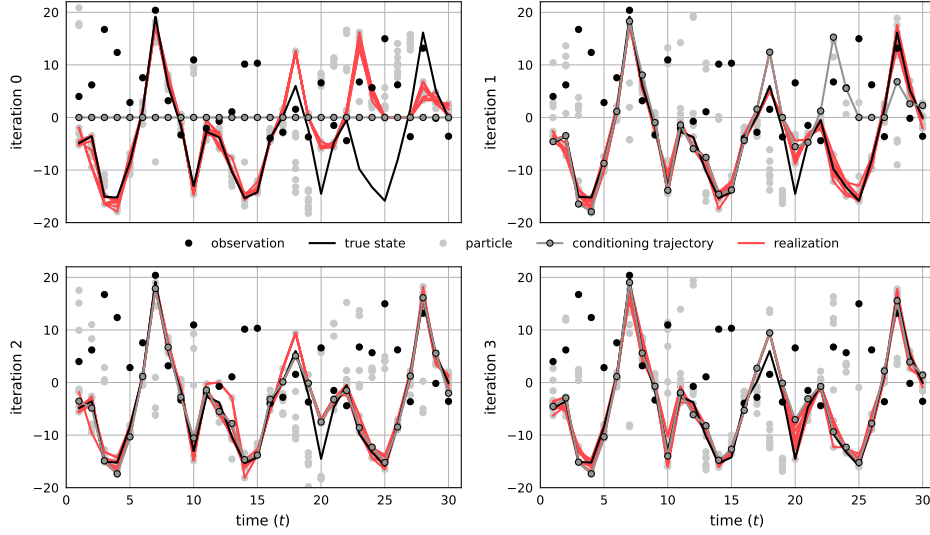 20
10
0
−10
−20
iteration 0
20
10
0
−10
−20
iteration 1
observation true state particle conditioning trajectory realization
20
10
0
−10
−20
iteration 2
0 5 10 15 20 25 30
time (t)
20
10
0
−10
−20
iteration 3
0 5 10 15 20 25 30
time (t)